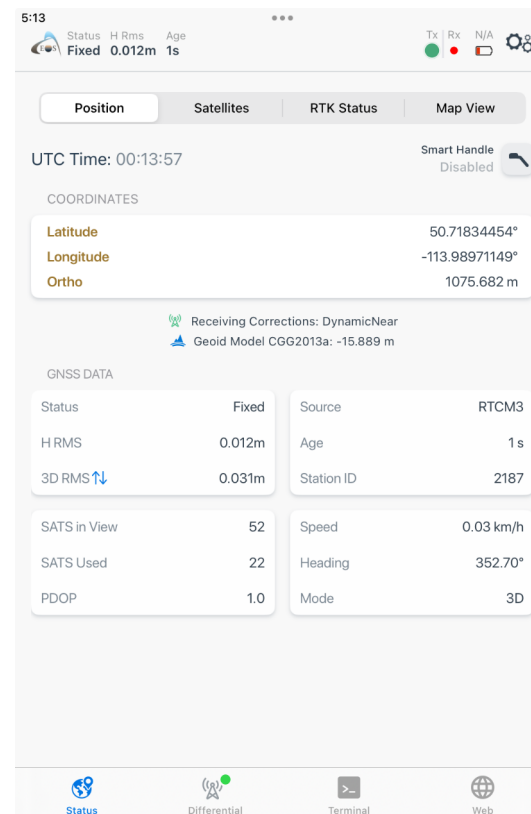 5:13
EOS
Status H Rms Age
Fixed 0.012m 1s
Tx Rx N/A
Position Satellites RTK Status Map View
UTC Time: 00:13:57
Smart Handle
Disabled
COORDINATES
Latitude 50.71834454°
Longitude -113.98971149°
Ortho 1075.682 m
Receiving Corrections: DynamicNear
Geoid Model CGG2013a: -15.889 m
GNSS DATA
Status Fixed
H RMS 0.012m
3D RMS 0.031m
Source RTCM3
Age 1 s
Station ID 2187
SATS in View 52
SATS Used 22
PDOP 1.0
Speed 0.03 km/h
Heading 352.70°
Mode 3D
Status Differential Terminal Web